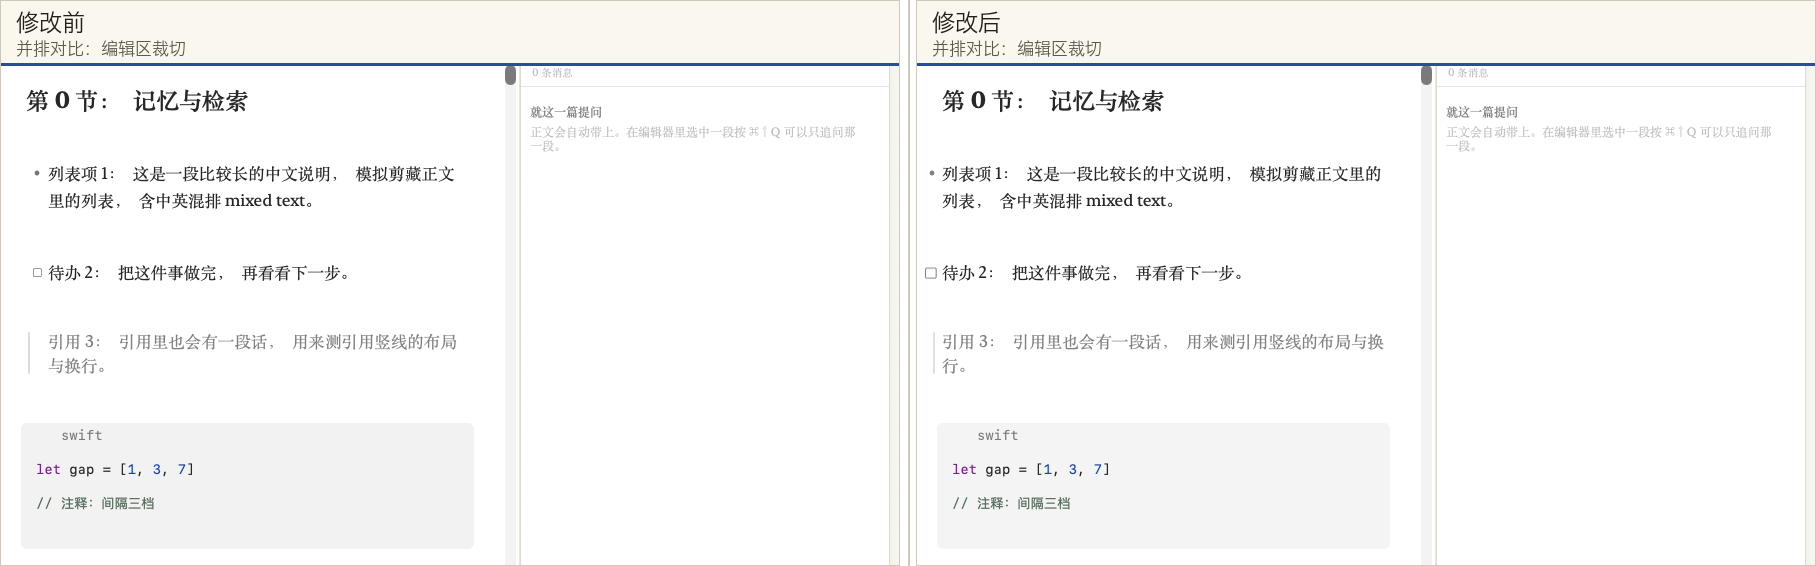 修改前
并排对比：编辑区裁切
第 0 节： 记忆与检索
• 列表项 1： 这是一段比较长的中文说明， 模拟剪藏正文
里的列表， 含中英混排 mixed text。
待办 2： 把这件事做完， 再看看下一步。
引用 3： 引用里也会有一段话， 用来测引用竖线的布局
与换行。
swift
let gap = [1, 3, 7]
// 注释：间隔三档
0 条消息
就这一篇提问
正文会自动带上。在编辑器里选中一段按 ⌘⇧Q 可以只追问那
一段。
修改后
并排对比：编辑区裁切
第 0 节： 记忆与检索
• 列表项 1： 这是一段比较长的中文说明， 模拟剪藏正文里的
列表， 含中英混排 mixed text。
待办 2： 把这件事做完， 再看看下一步。
引用 3： 引用里也会有一段话， 用来测引用竖线的布局与换
行。
swift
let gap = [1, 3, 7]
// 注释：间隔三档
0 条消息
就这一篇提问
正文会自动带上。在编辑器里选中一段按 ⌘⇧Q 可以只追问那
一段。